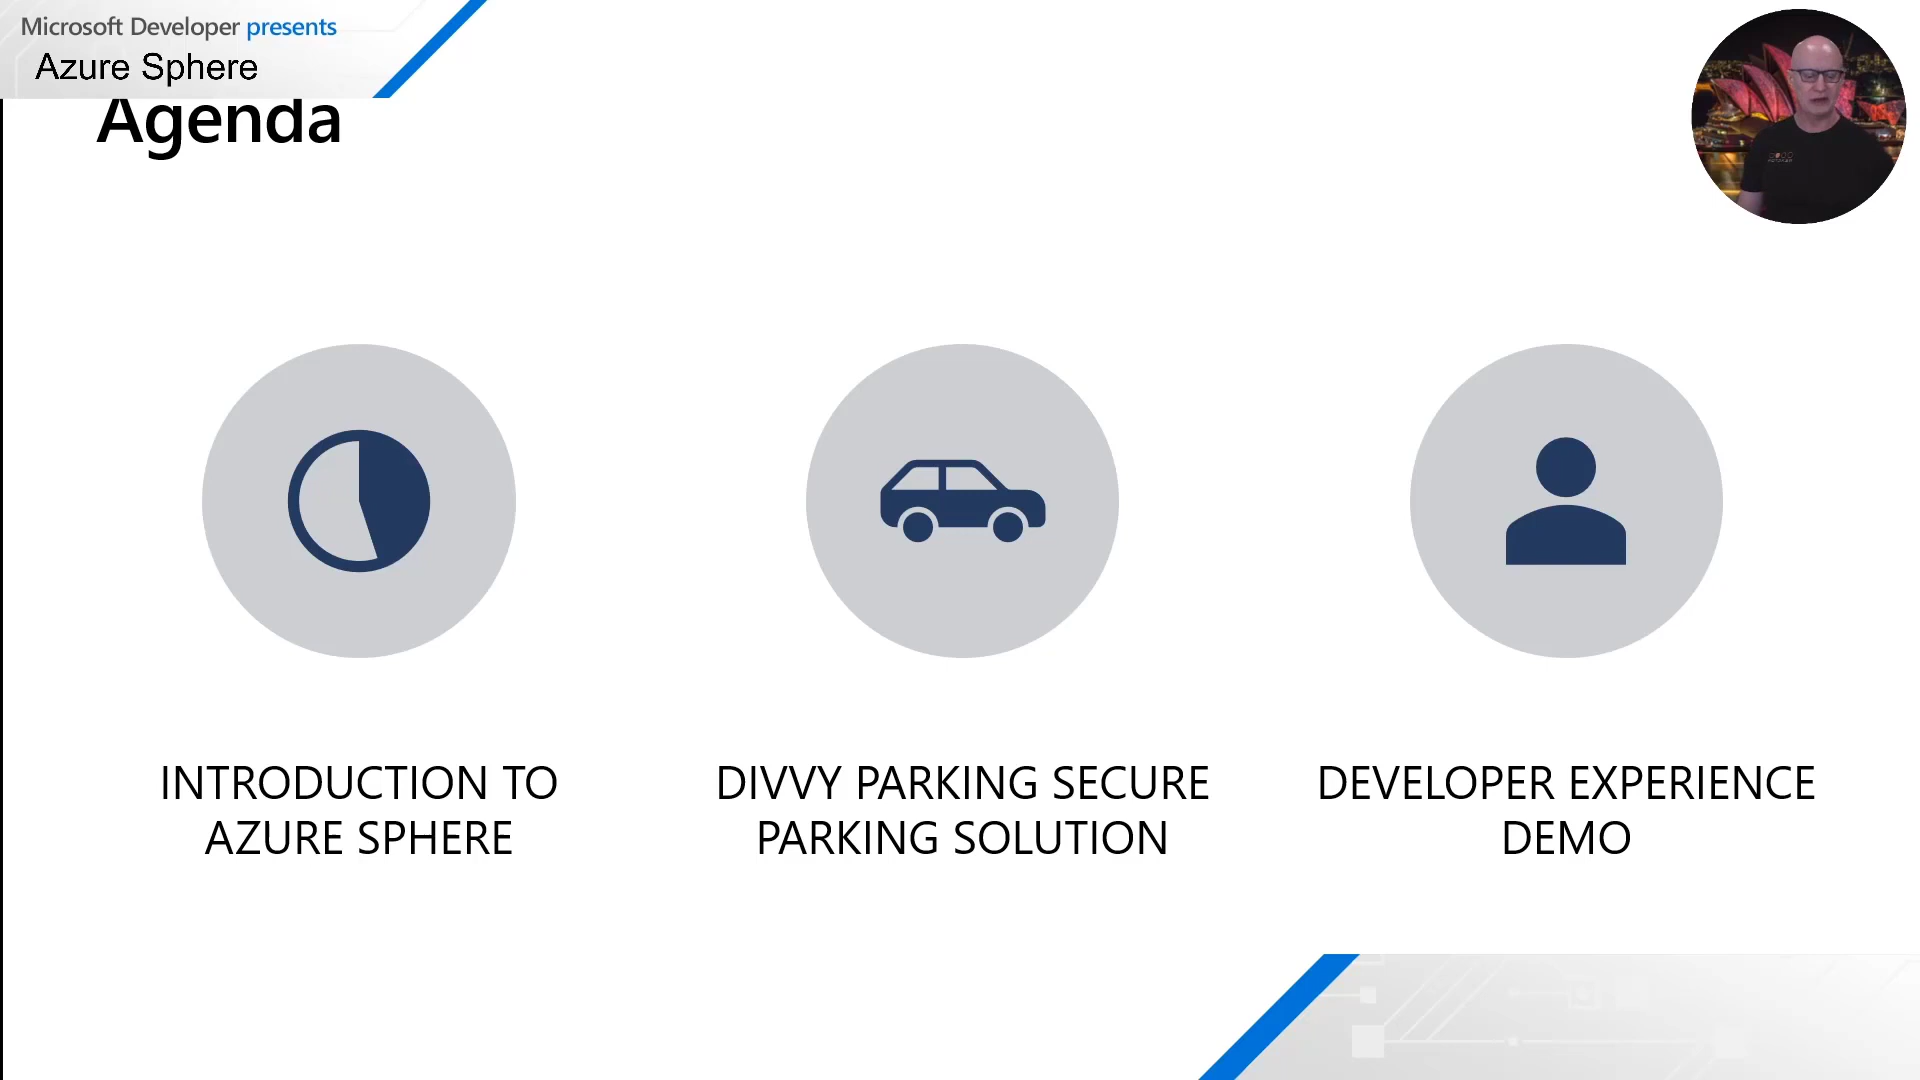 Microsoft Developer presents
Azure Sphere
Agenda
INTRODUCTION TO
AZURE SPHERE
DIVVY PARKING SECURE
PARKING SOLUTION
DEVELOPER EXPERIENCE
DEMO